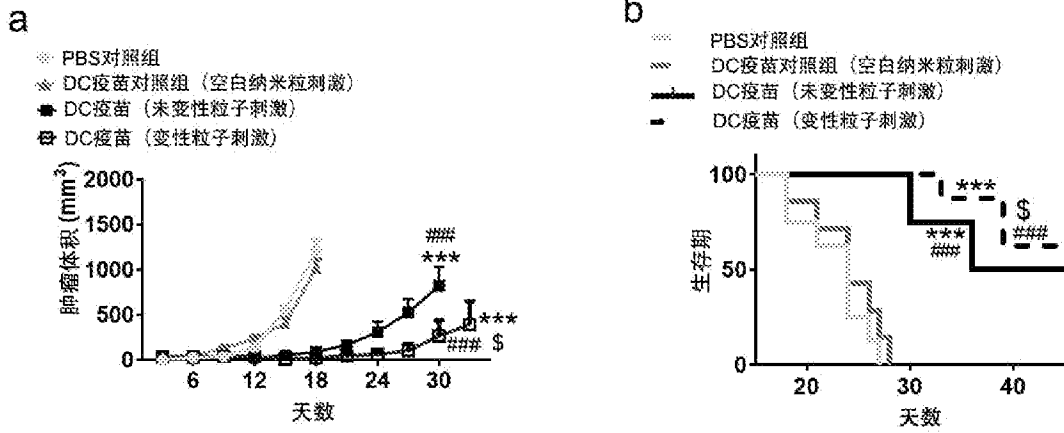 a
PBS对照组
DC疫苗对照组（空白纳米粒刺激）
DC疫苗（未变性粒子刺激）
DC疫苗（变性粒子刺激）
肿瘤体积 (mm³)
2000
1500
1000
500
0
###
***
***
### $
6 12 18 24 30
天数
b
PBS对照组
DC疫苗对照组（空白纳米粒刺激）
DC疫苗（未变性粒子刺激）
DC疫苗（变性粒子刺激）
生存期
100
50
0
***
$
###
***
###
20 30 40
天数